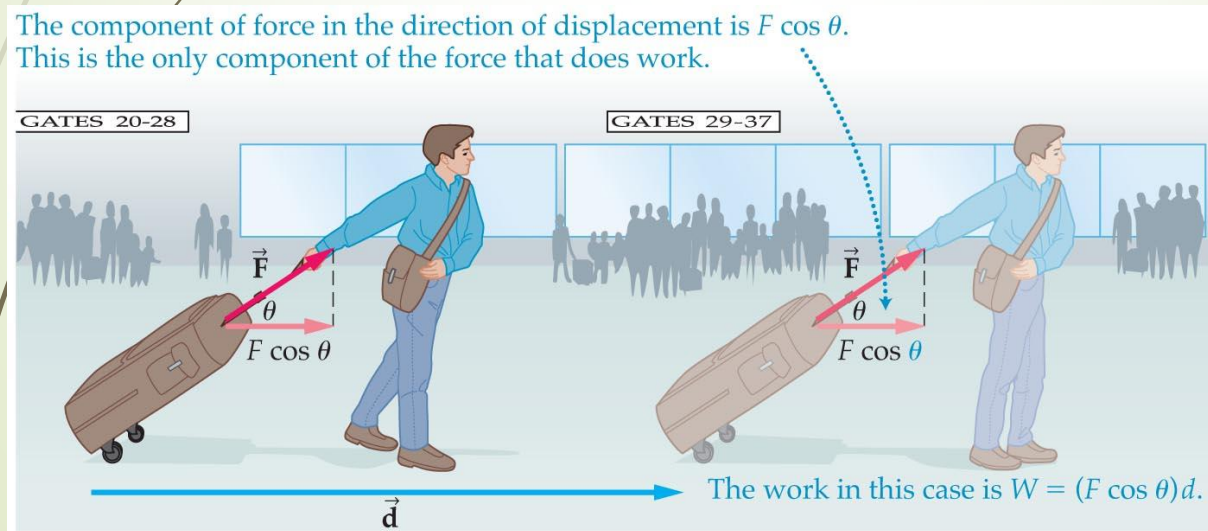 The component of force in the direction of displacement is F cos θ.
This is the only component of the force that does work.
GATES 20-28
GATES 29-37
F⃗
θ
F cos θ
F⃗
θ
F cos θ
d⃗
The work in this case is W = (F cos θ)d.